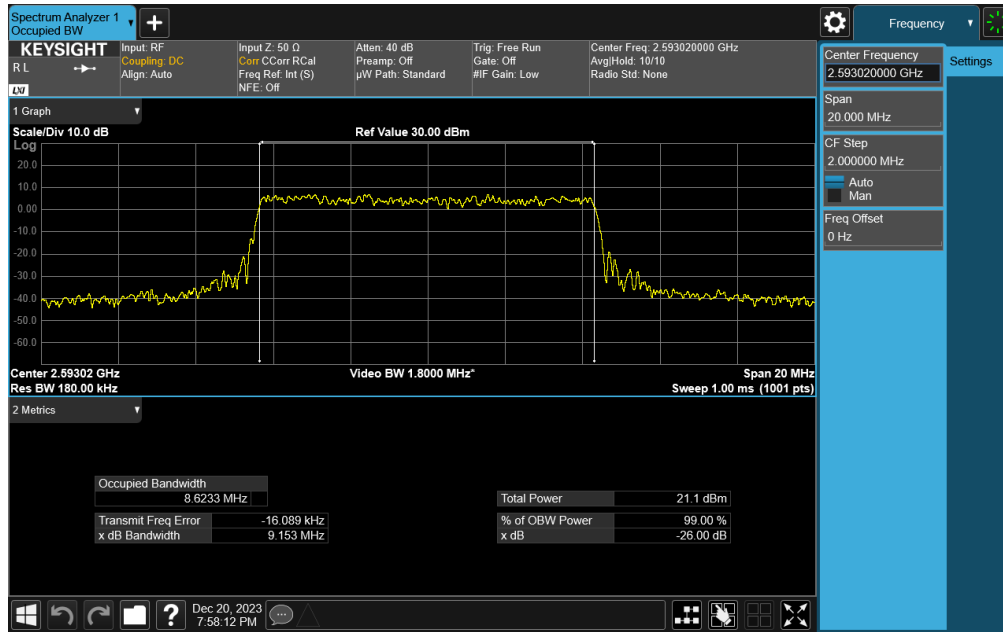 Spectrum Analyzer 1
Occupied BW
Frequency
KEYSIGHT
R L
LXI
Input: RF
Coupling: DC
Align: Auto
Input Z: 50 Ω
Corr CCorr RCal
Freq Ref: Int (S)
NFE: Off
Atten: 40 dB
Preamp: Off
µW Path: Standard
Trig: Free Run
Gate: Off
#IF Gain: Low
Center Freq: 2.593020000 GHz
Avg|Hold: 10/10
Radio Std: None
Center Frequency
2.593020000 GHz
Settings
Span
20.000 MHz
CF Step
2.000000 MHz
Auto
Man
Freq Offset
0 Hz
1 Graph
Scale/Div 10.0 dB
Ref Value 30.00 dBm
Log
20.0
10.0
0.00
-10.0
-20.0
-30.0
-40.0
-50.0
-60.0
Center 2.59302 GHz
Video BW 1.8000 MHz*
Span 20 MHz
Res BW 180.00 kHz
Sweep 1.00 ms (1001 pts)
2 Metrics
Occupied Bandwidth
8.6233 MHz
Total Power 21.1 dBm
Transmit Freq Error -16.089 kHz
% of OBW Power 99.00 %
x dB Bandwidth 9.153 MHz
x dB -26.00 dB
Dec 20, 2023
7:58:12 PM